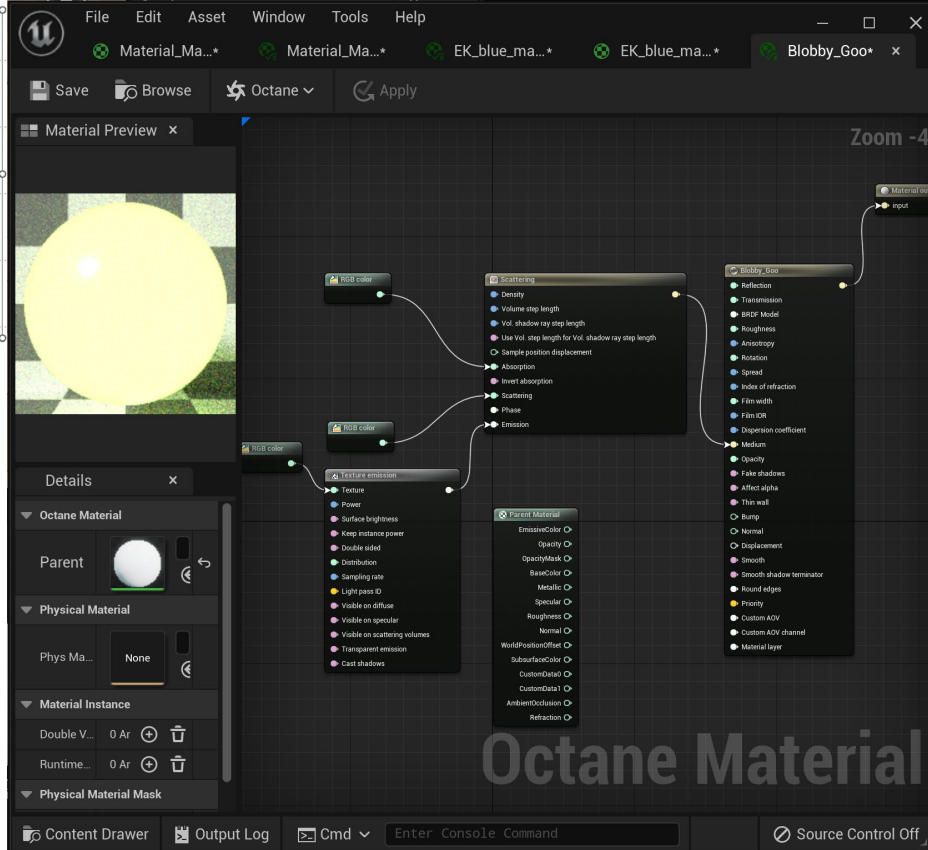 File Edit Asset Window Tools Help
Material_Ma...* Material_Ma...* EK_blue_ma...* EK_blue_ma...* Blobby_Goo*
Save Browse Octane Apply
Material Preview
Zoom -4
Material ou
input
RGB color
Scattering
Density
Volume step length
Vol. shadow ray step length
Use Vol. step length for Vol. shadow ray step length
Sample position displacement
Absorption
Invert absorption
Scattering
Phase
Emission
Blobby_Goo
Reflection
Transmission
BRDF Model
Roughness
Anisotropy
Rotation
Spread
Index of refraction
Film width
Film IOR
Dispersion coefficient
Medium
Opacity
Fake shadows
Affect alpha
Thin wall
Bump
Normal
Displacement
Smooth
Smooth shadow terminator
Round edges
Priority
Custom AOV
Custom AOV channel
Material layer
RGB color
RGB color
Texture emission
Texture
Power
Surface brightness
Keep instance power
Double sided
Distribution
Sampling rate
Light pass ID
Visible on diffuse
Visible on specular
Visible on scattering volumes
Transparent emission
Cast shadows
Parent Material
EmissiveColor
Opacity
OpacityMask
BaseColor
Metallic
Specular
Roughness
Normal
WorldPositionOffset
SubsurfaceColor
CustomData0
CustomData1
AmbientOcclusion
Refraction
Octane Material
Details
Octane Material
Parent
Physical Material
Phys Ma... None
Material Instance
Double V... 0 Ar
Runtime... 0 Ar
Physical Material Mask
Content Drawer Output Log Cmd Enter Console Command Source Control Off